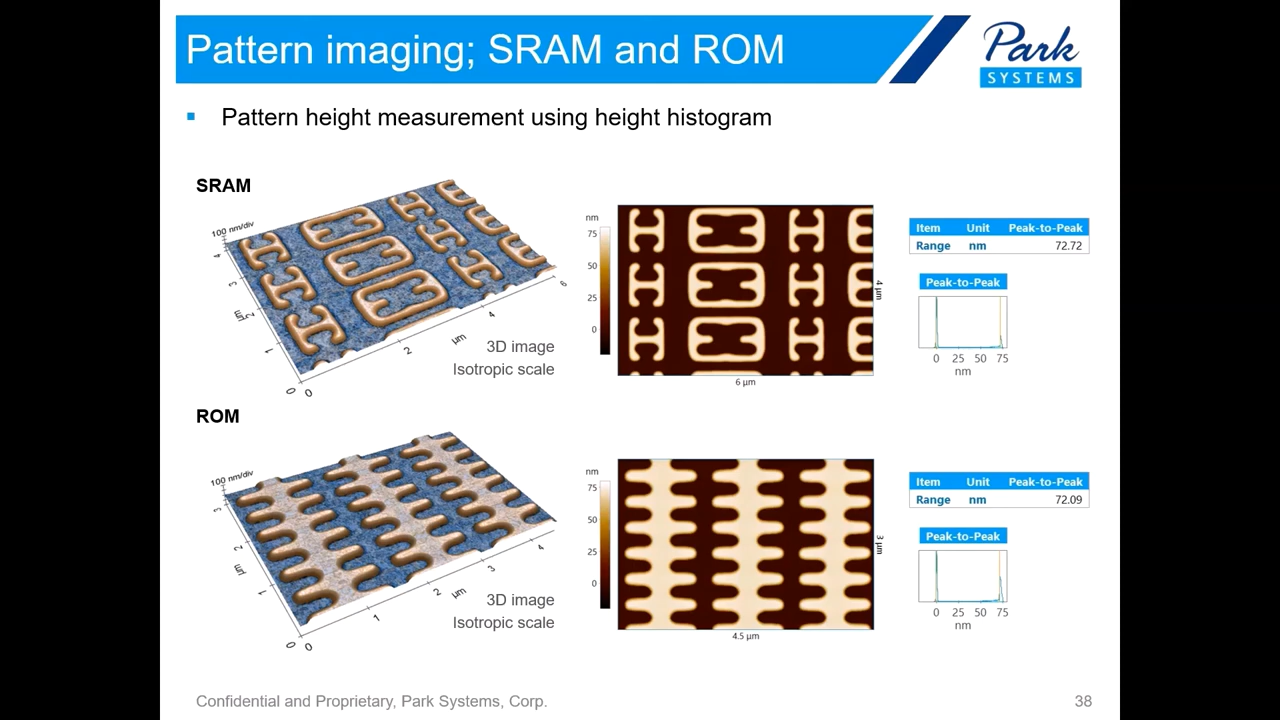 Pattern imaging; SRAM and ROM
Park
SYSTEMS
▪ Pattern height measurement using height histogram
SRAM
100 nm/div
4
3
2
1
0
μm
0
2
4
6
μm
3D image
Isotropic scale
nm
75
50
25
0
4 μm
6 μm
Item Unit Peak-to-Peak
Range nm 72.72
Peak-to-Peak
0 25 50 75
nm
ROM
100 nm/div
3
2
1
0
μm
0
1
2
3
4
μm
3D image
Isotropic scale
nm
75
50
25
0
3 μm
4.5 μm
Item Unit Peak-to-Peak
Range nm 72.09
Peak-to-Peak
0 25 50 75
nm
Confidential and Proprietary, Park Systems, Corp.
38